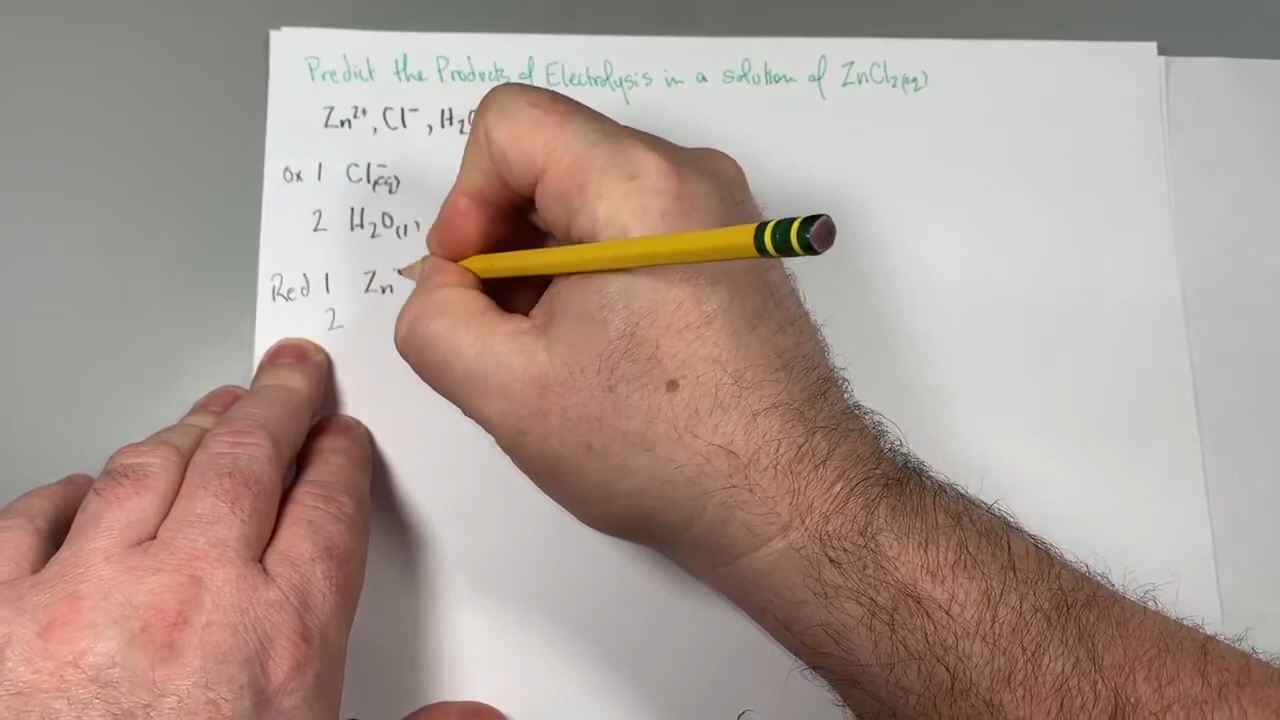 Predict the Products of Electrolysis in a solution of ZnCl₂(aq)
Zn²⁺, Cl⁻, H₂O
Ox 1 Cl⁻(aq)
2 H₂O(l)
Red 1 Zn
2